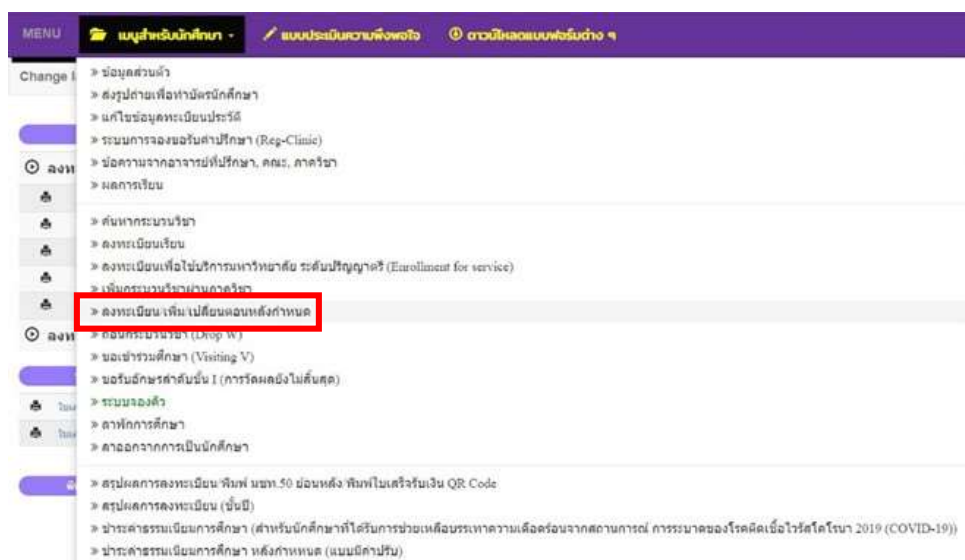 MENU
เมนูสำหรับนักศึกษา
แบบประเมินความพึงพอใจ
ดาวน์โหลดแบบฟอร์มต่าง ๆ
Change l
» ข้อมูลส่วนตัว
» ส่งรูปถ่ายเพื่อทำบัตรนักศึกษา
» แก้ไขข้อมูลทะเบียนประวัติ
» ระบบการจองขอรับคำปรึกษา (Reg-Clinic)
» ข้อความจากอาจารย์ที่ปรึกษา, คณะ, ภาควิชา
» ผลการเรียน
ลงท
» ค้นหากระบวนวิชา
» ลงทะเบียนเรียน
» ลงทะเบียนเพื่อใช้บริการมหาวิทยาลัย ระดับปริญญาตรี (Enrollment for service)
» เพิ่มกระบวนวิชาผ่านภาควิชา
» ลงทะเบียน/เพิ่ม/เปลี่ยนตอนหลังกำหนด
» ถอนกระบวนวิชา (Drop W)
ลงท
» ขอเข้าร่วมศึกษา (Visiting V)
» ขอรับอักษรลำดับขั้น I (การวัดผลยังไม่สิ้นสุด)
» ระบบจองคิว
» ลาพักการศึกษา
» ลาออกจากการเป็นนักศึกษา
» สรุปผลการลงทะเบียน/พิมพ์ มชท.50 ย้อนหลัง/พิมพ์ใบเสร็จรับเงิน QR Code
» สรุปผลการลงทะเบียน (ชั้นปี)
» ชำระค่าธรรมเนียมการศึกษา (สำหรับนักศึกษาที่ได้รับการช่วยเหลือบรรเทาความเดือดร้อนจากสถานการณ์ การระบาดของโรคติดเชื้อไวรัสโคโรนา 2019 (COVID-19))
» ชำระค่าธรรมเนียมการศึกษา หลังกำหนด (แบบมีค่าปรับ)